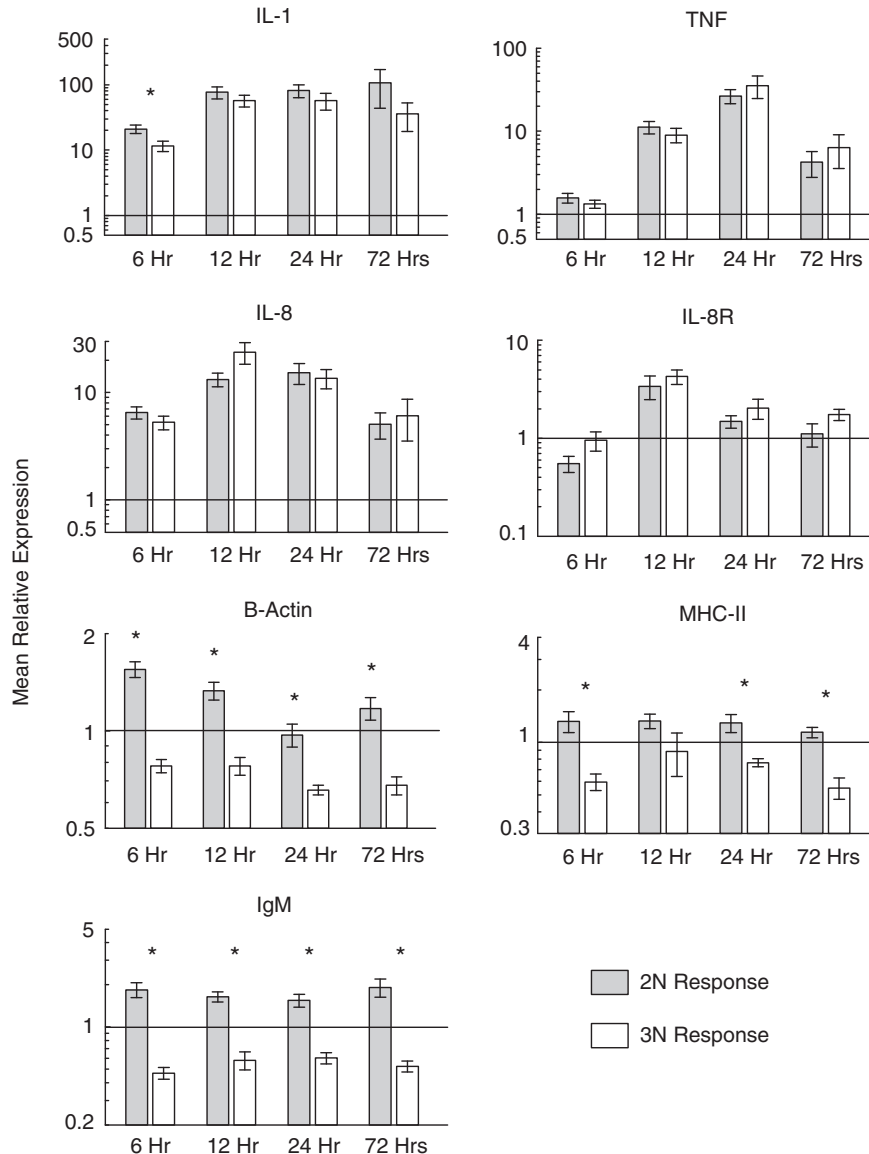 IL-1
500
100
10
1
0.5
*
6 Hr 12 Hr 24 Hr 72 Hrs
TNF
100
10
1
0.5
6 Hr 12 Hr 24 Hr 72 Hrs
IL-8
30
10
1
0.5
6 Hr 12 Hr 24 Hr 72 Hrs
IL-8R
10
1
0.1
6 Hr 12 Hr 24 Hr 72 Hrs
Mean Relative Expression
B-Actin
2
1
0.5
* * * *
6 Hr 12 Hr 24 Hr 72 Hrs
MHC-II
4
1
0.3
* * *
6 Hr 12 Hr 24 Hr 72 Hrs
IgM
5
1
0.2
* * * *
6 Hr 12 Hr 24 Hr 72 Hrs
2N Response
3N Response